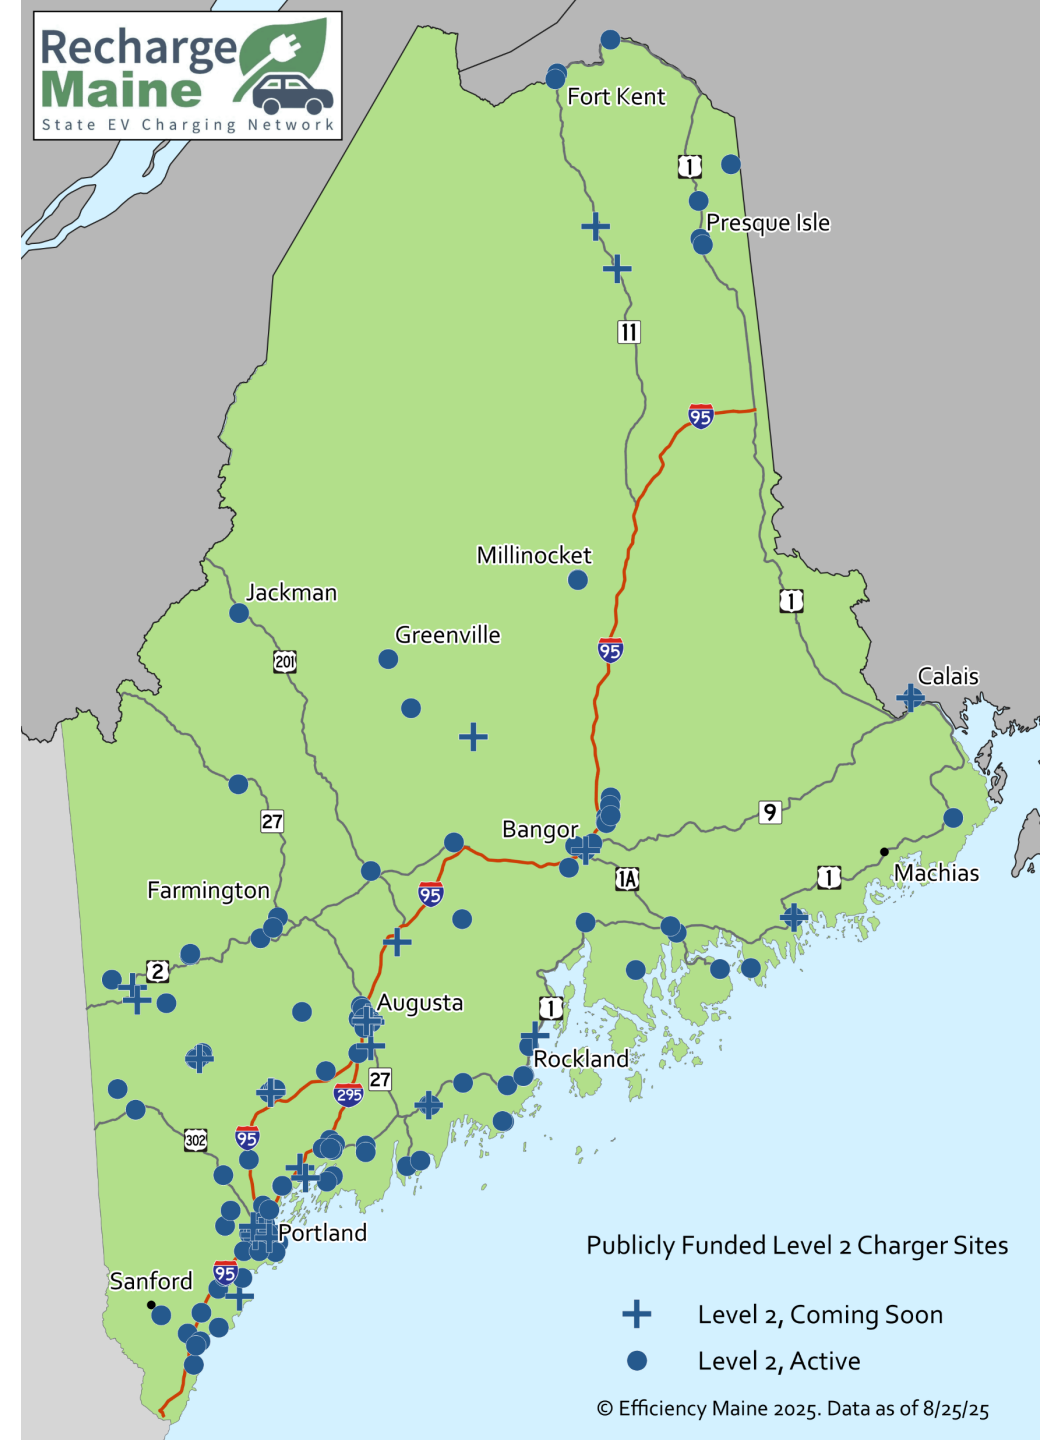 Recharge
Maine
State EV Charging Network
Fort Kent
1
Presque Isle
11
95
Millinocket
Jackman
1
Greenville
95
201
Calais
27
9
Bangor
1A
1
Machias
Farmington
95
2
Augusta
1
Rockland
27
295
302
95
Portland
Publicly Funded Level 2 Charger Sites
95
Sanford
Level 2, Coming Soon
Level 2, Active
© Efficiency Maine 2025. Data as of 8/25/25